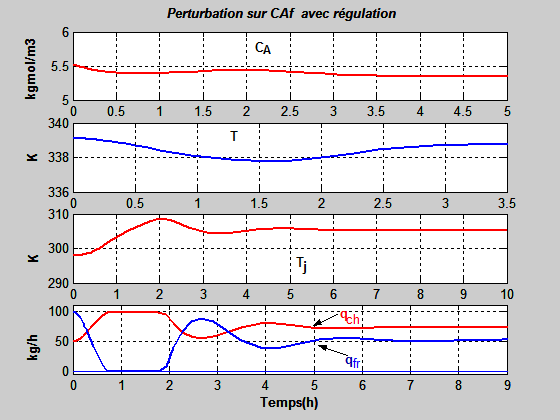 Perturbation sur CAf avec régulation
kgmol/m3
6
5.5
5
CA
0 0.5 1 1.5 2 2.5 3 3.5 4 4.5 5
K
340
338
336
T
0 0.5 1 1.5 2 2.5 3 3.5
K
310
300
290
Tj
0 1 2 3 4 5 6 7 8 9 10
kg/h
100
50
0
qch
qfr
0 1 2 3 4 5 6 7 8 9
Temps(h)